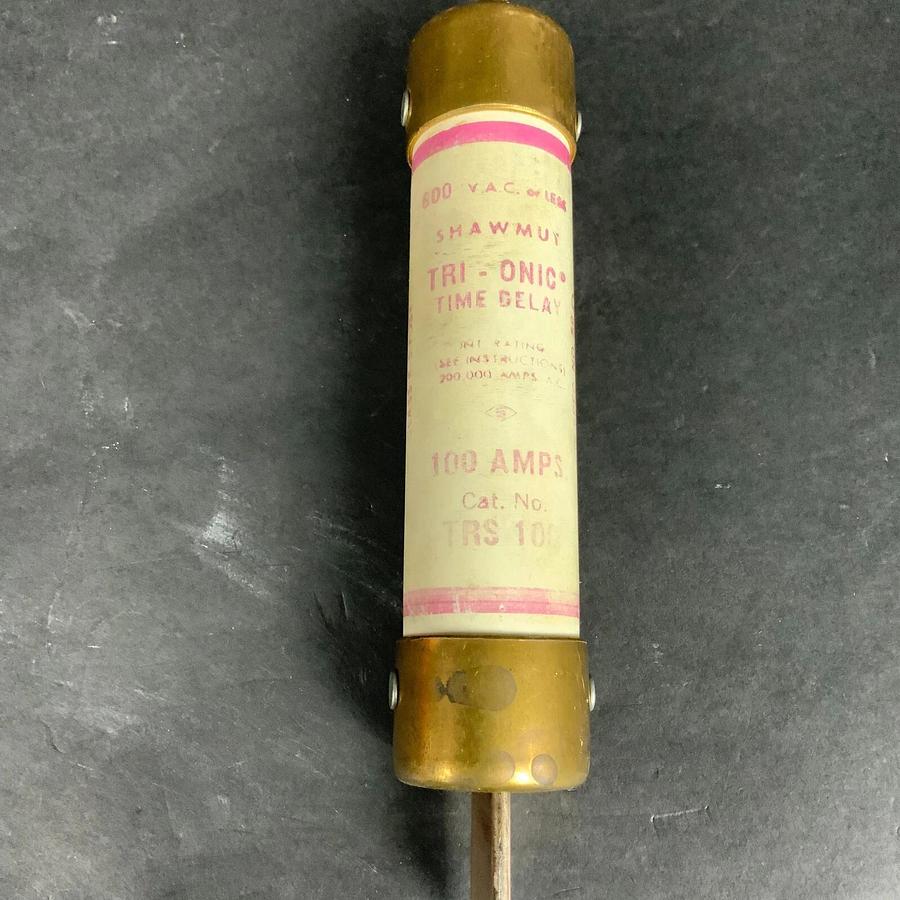 600 V.A.C. or LESS
SHAWMUT
TRI - ONIC®
TIME DELAY
INT. RATING
(SEE INSTRUCTIONS)
200,000 AMPS A.C.
S
100 AMPS
Cat. No.
TRS 100